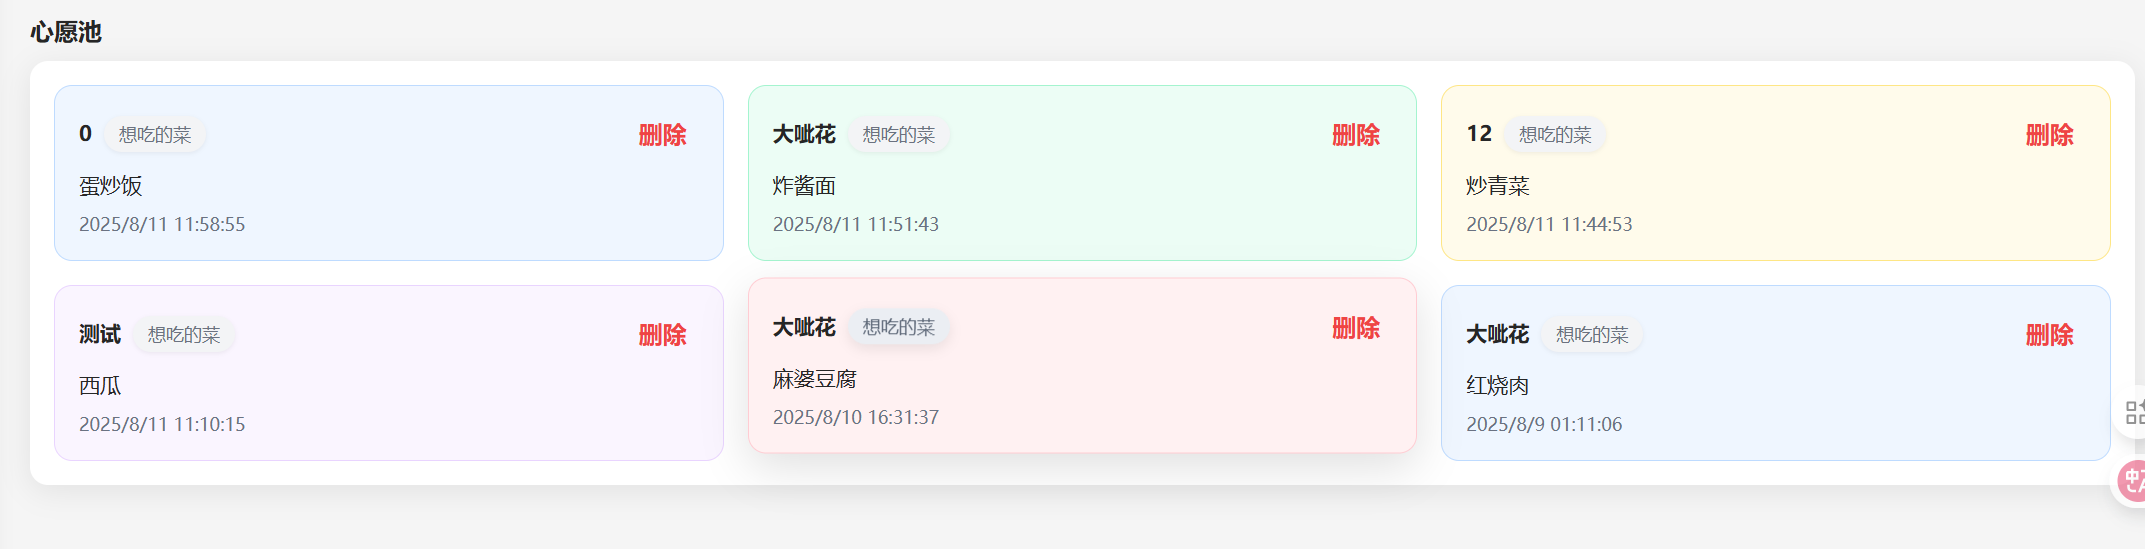 心愿池
0 想吃的菜 删除
蛋炒饭
2025/8/11 11:58:55
大呲花 想吃的菜 删除
炸酱面
2025/8/11 11:51:43
12 想吃的菜 删除
炒青菜
2025/8/11 11:44:53
测试 想吃的菜 删除
西瓜
2025/8/11 11:10:15
大呲花 想吃的菜 删除
麻婆豆腐
2025/8/10 16:31:37
大呲花 想吃的菜 删除
红烧肉
2025/8/9 01:11:06
中